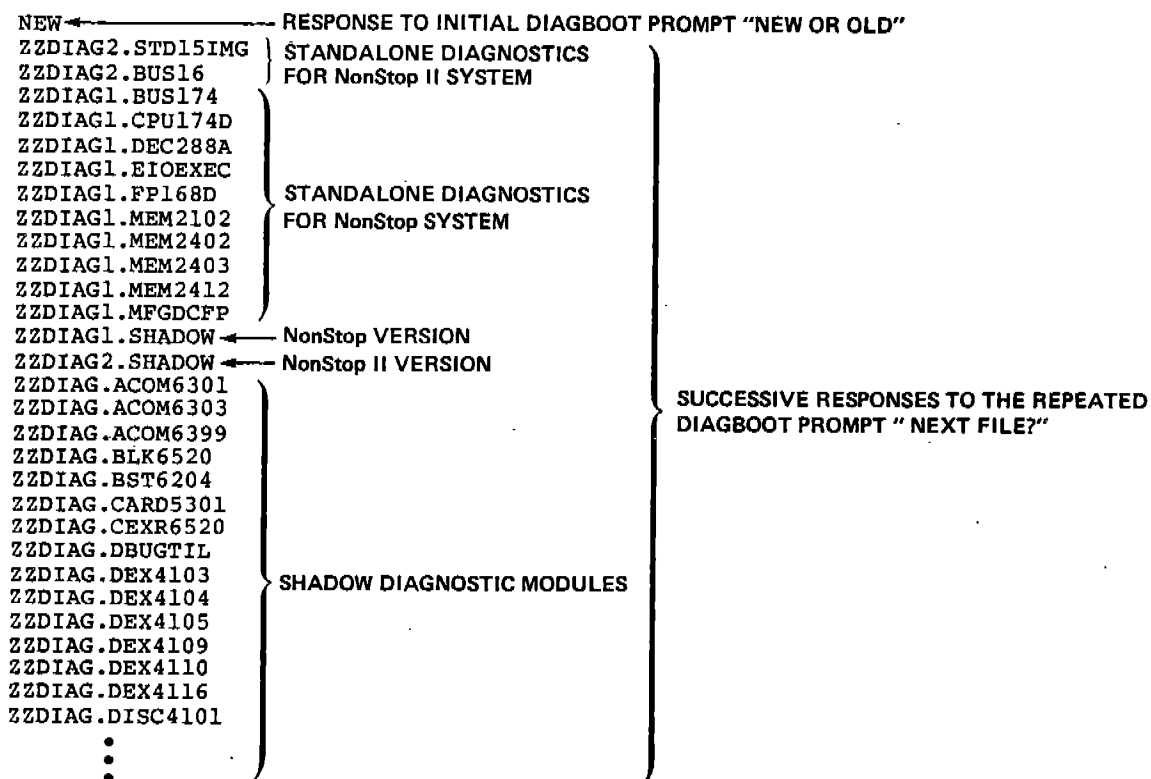 NEW RESPONSE TO INITIAL DIAGBOOT PROMPT “NEW OR OLD”
ZZDIAG2.STD15IMG STANDALONE DIAGNOSTICS
ZZDIAG2.BUS16 FOR NonStop II SYSTEM
ZZDIAG1.BUS174
ZZDIAG1.CPU174D
ZZDIAG1.DEC288A
ZZDIAG1.EIOEXEC
ZZDIAG1.FP168D STANDALONE DIAGNOSTICS
ZZDIAG1.MEM2102 FOR NonStop SYSTEM
ZZDIAG1.MEM2402
ZZDIAG1.MEM2403
ZZDIAG1.MEM2412
ZZDIAG1.MFGDCFP
ZZDIAG1.SHADOW NonStop VERSION
ZZDIAG2.SHADOW NonStop II VERSION
ZZDIAG.ACOM6301 SUCCESSIVE RESPONSES TO THE REPEATED
ZZDIAG.ACOM6303 DIAGBOOT PROMPT “ NEXT FILE?”
ZZDIAG.ACOM6399
ZZDIAG.BLK6520
ZZDIAG.BST6204
ZZDIAG.CARD5301
ZZDIAG.CEXR6520
ZZDIAG.DBUGTIL
ZZDIAG.DEX4103 SHADOW DIAGNOSTIC MODULES
ZZDIAG.DEX4104
ZZDIAG.DEX4105
ZZDIAG.DEX4109
ZZDIAG.DEX4110
ZZDIAG.DEX4116
ZZDIAG.DISC4101